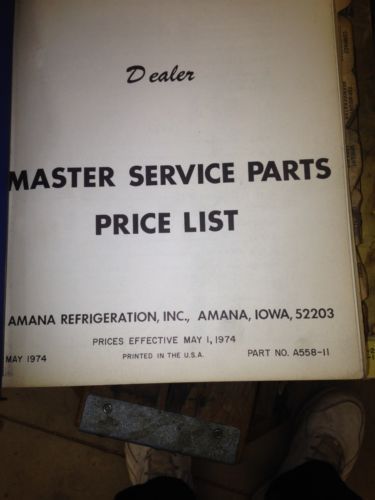 Dealer
MASTER SERVICE PARTS
PRICE LIST
AMANA REFRIGERATION, INC., AMANA, IOWA, 52203
PRICES EFFECTIVE MAY 1, 1974
MAY 1974 PRINTED IN THE U.S.A. PART NO. A558-11